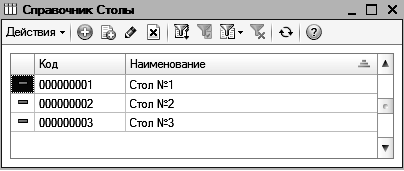 Справочник Столы
Действия
Код Наименование
000000001 Стол №1
000000002 Стол №2
000000003 Стол №3